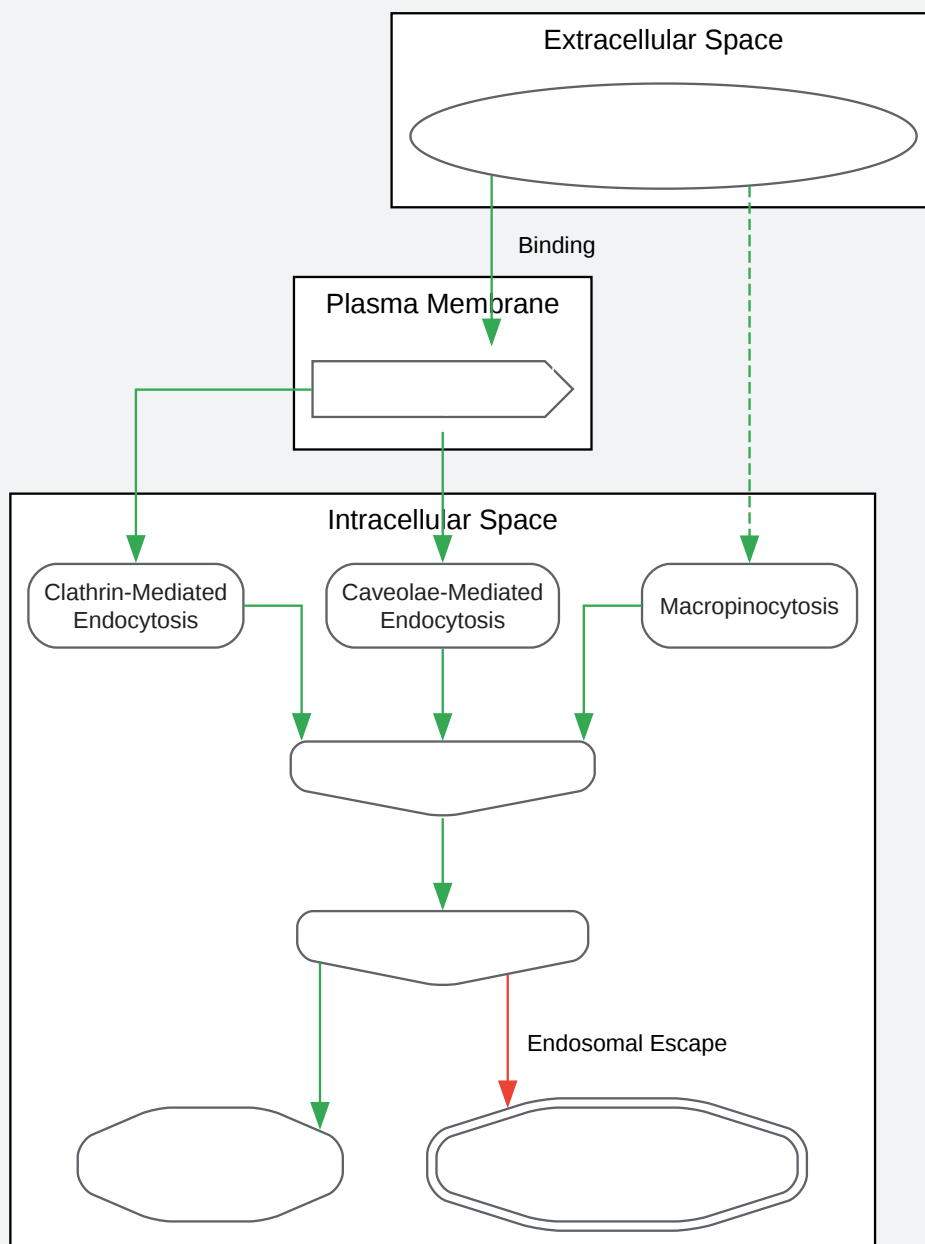 Extracellular Space
Binding
Plasma Membrane
Intracellular Space
Clathrin-Mediated
Endocytosis
Caveolae-Mediated
Endocytosis
Macropinocytosis
Endosomal Escape